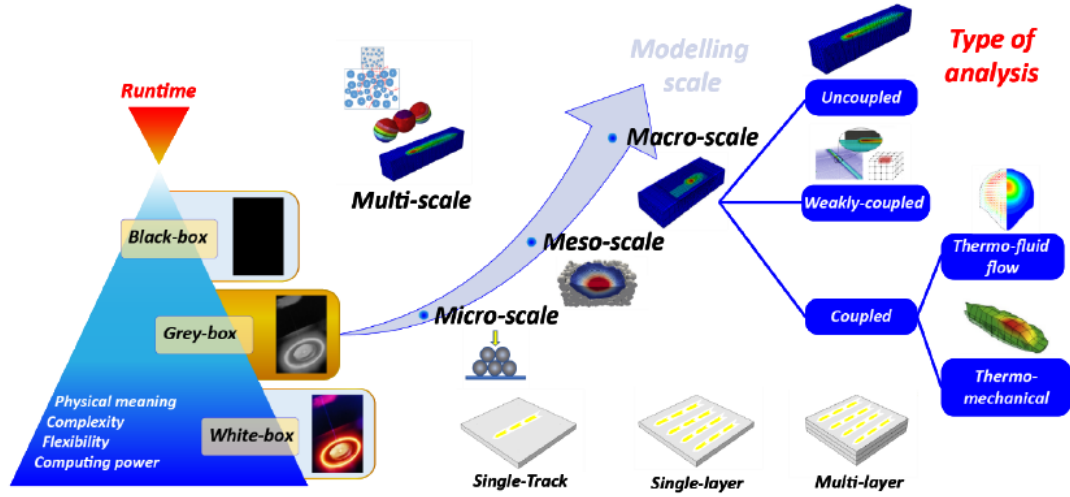 Runtime
Black-box
Grey-box
White-box
Physical meaning
Complexity
Flexibility
Computing power
Multi-scale
Modelling
scale
Macro-scale
Meso-scale
Micro-scale
Single-Track
Single-layer
Multi-layer
Type of
analysis
Uncoupled
Weakly-coupled
Coupled
Thermo-fluid
flow
Thermo-
mechanical